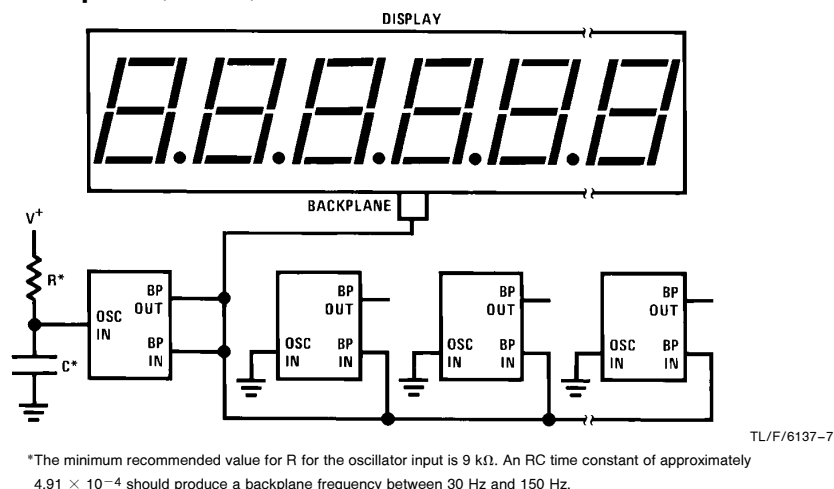 DISPLAY
BACKPLANE
V+
R*
C*
OSC IN
BP OUT
BP IN
BP OUT
OSC IN
BP IN
BP OUT
OSC IN
BP IN
BP OUT
OSC IN
BP IN
TL/F/6137–7
*The minimum recommended value for R for the oscillator input is 9 kΩ. An RC time constant of approximately
4.91 × 10−4 should produce a backplane frequency between 30 Hz and 150 Hz.